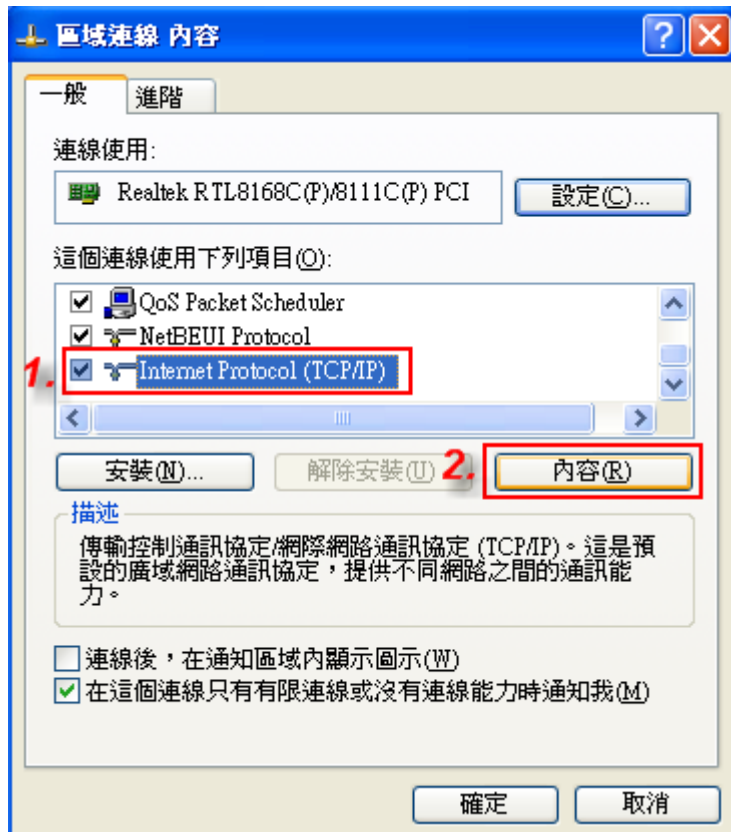 區域連線 內容
一般 進階
連線使用:
Realtek RTL8168C(P)/8111C(P) PCI 設定(C)...
這個連線使用下列項目(O):
QoS Packet Scheduler
NetBEUI Protocol
1. Internet Protocol (TCP/IP)
安裝(N)... 解除安裝(U) 2. 內容(R)
描述
傳輸控制通訊協定/網際網路通訊協定 (TCP/IP)。這是預
設的廣域網路通訊協定，提供不同網路之間的通訊能
力。
連線後，在通知區域內顯示圖示(W)
在這個連線只有有限連線或沒有連線能力時通知我(M)
確定 取消